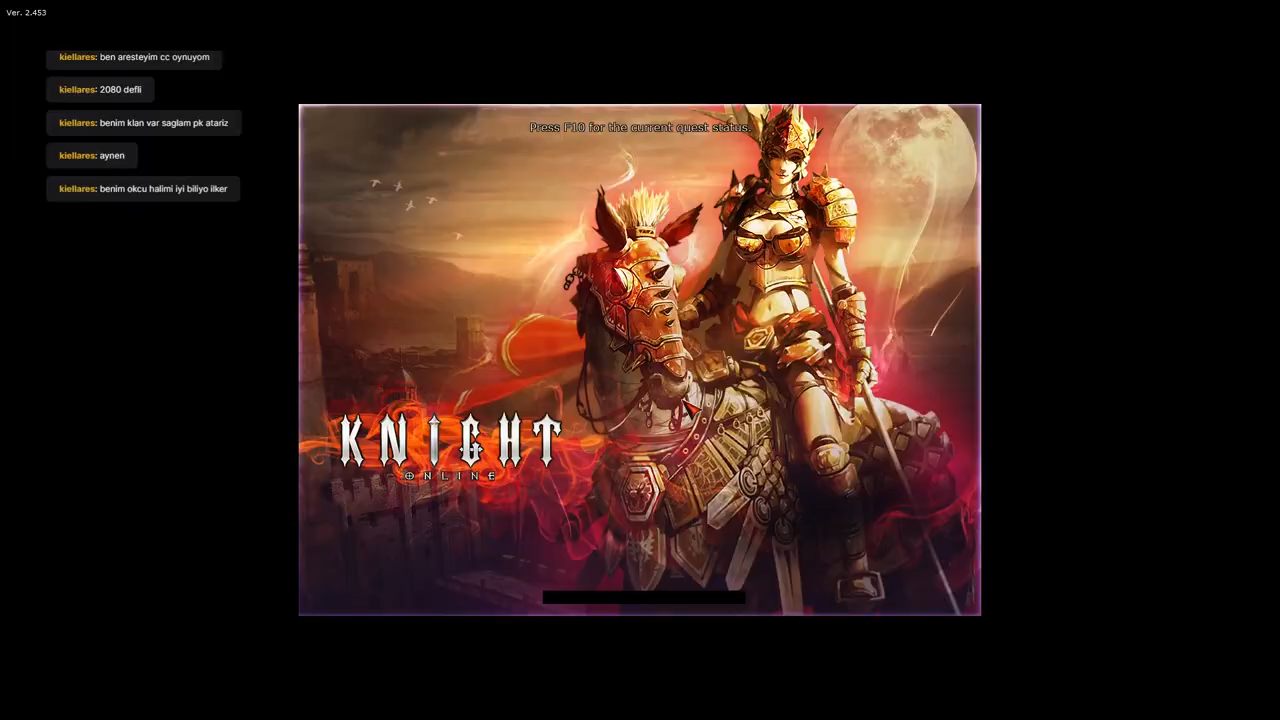 Ver. 2.453
kiellares: ben aresteyim cc oynuyom
kiellares: 2080 defli
kiellares: benim klan var saglam pk atariz
kiellares: aynen
kiellares: benim okcu halimi iyi biliyo ilker
Press F10 for the current quest status.
KNIGHT
ONLINE